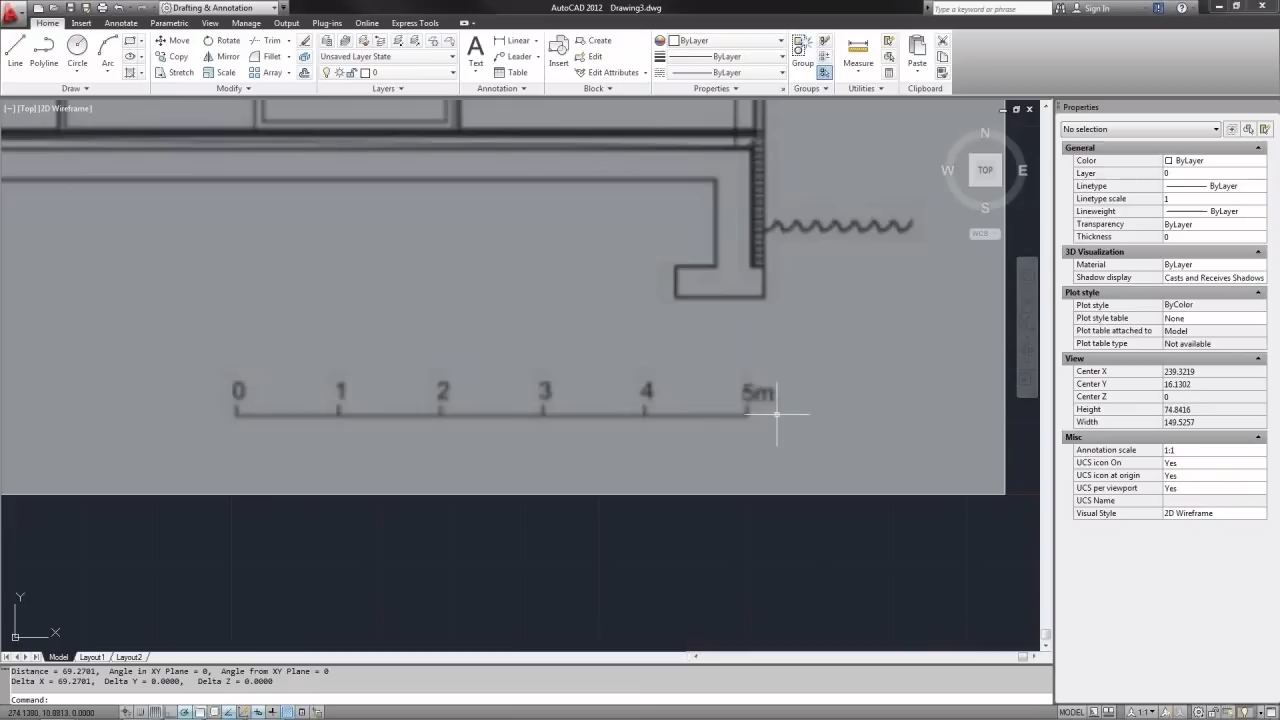 Drafting & Annotation
AutoCAD 2012 Drawing3.dwg
Type a keyword or phrase
Sign In
Home Insert Annotate Parametric View Manage Output Plug-ins Online Express Tools
Line Polyline Circle Arc
Move Rotate Trim
Copy Mirror Fillet
Stretch Scale Array
Unsaved Layer State
0
Text
Linear
Leader
Table
Insert
Create
Edit
Edit Attributes
ByLayer
ByLayer
ByLayer
Group
Measure
Paste
Draw Modify Layers Annotation Block Properties Groups Utilities Clipboard
[−] [Top] [2D Wireframe]
N
W TOP E
S
WCS
0 1 2 3 4 5m
Y
X
Model Layout1 Layout2
Distance = 69.2701, Angle in XY Plane = 0, Angle from XY Plane = 0
Delta X = 69.2701, Delta Y = 0.0000, Delta Z = 0.0000
Command:
MODEL 1:1
Properties
No selection
General
Color ByLayer
Layer 0
Linetype ByLayer
Linetype scale 1
Lineweight ByLayer
Transparency ByLayer
Thickness 0
3D Visualization
Material ByLayer
Shadow display Casts and Receives Shadows
Plot style
Plot style ByColor
Plot style table None
Plot table attached to Model
Plot table type Not available
View
Center X 239.3219
Center Y 16.1302
Center Z 0
Height 74.8416
Width 149.5257
Misc
Annotation scale 1:1
UCS icon On Yes
UCS icon at origin Yes
UCS per viewport Yes
UCS Name
Visual Style 2D Wireframe